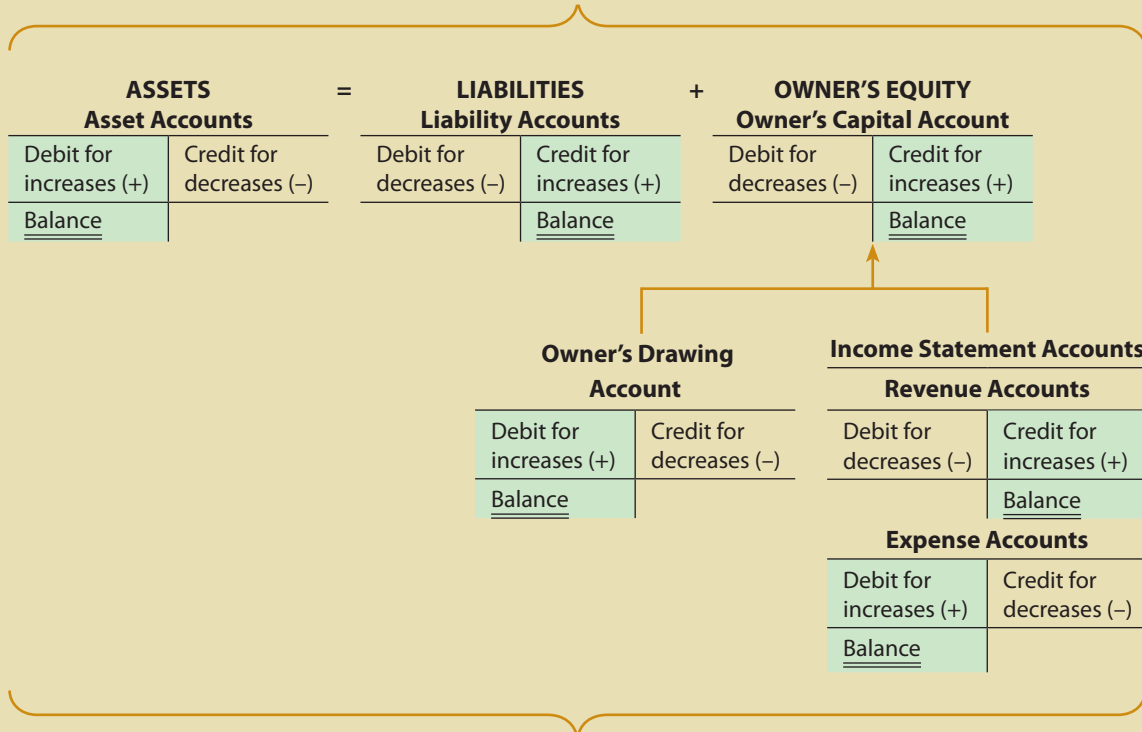 ASSETS = LIABILITIES + OWNER'S EQUITY
Asset Accounts Liability Accounts Owner's Capital Account
Debit for Credit for Debit for Credit for Debit for Credit for
increases (+) decreases (–) decreases (–) increases (+) decreases (–) increases (+)
Balance Balance Balance
Owner's Drawing
Account
Debit for Credit for
increases (+) decreases (–)
Balance
Income Statement Accounts
Revenue Accounts
Debit for Credit for
decreases (–) increases (+)
Balance
Expense Accounts
Debit for Credit for
increases (+) decreases (–)
Balance